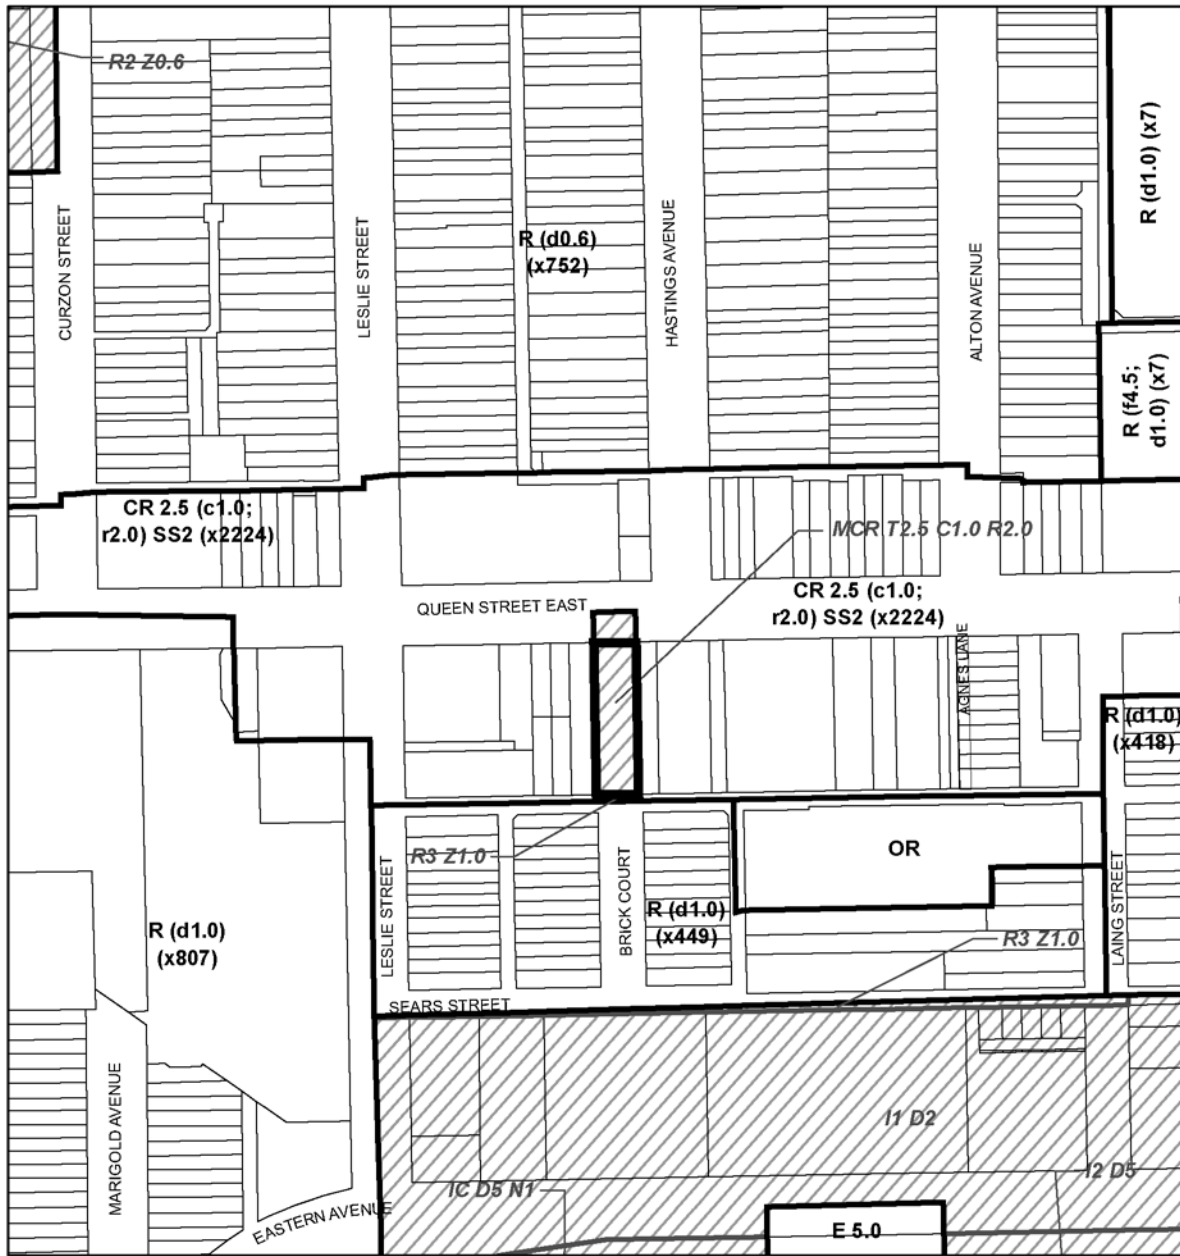 R2 Z0.6
R (d1.0) (x7)
CURZON STREET
LESLIE STREET
R (d0.6)
(x752)
HASTINGS AVENUE
ALTON AVENUE
R (f4.5;
d1.0) (x7)
CR 2.5 (c1.0;
r2.0) SS2 (x2224)
MCR T2.5 C1.0 R2.0
QUEEN STREET EAST
CR 2.5 (c1.0;
r2.0) SS2 (x2224)
AGNES LANE
R (d1.0)
(x418)
R3 Z1.0
OR
LESLIE STREET
BRICK COURT
R (d1.0)
(x449)
LAING STREET
R (d1.0)
(x807)
R3 Z1.0
SEARS STREET
MARIGOLD AVENUE
I1 D2
I2 D5
IC D5 N1
EASTERN AVENUE
E 5.0